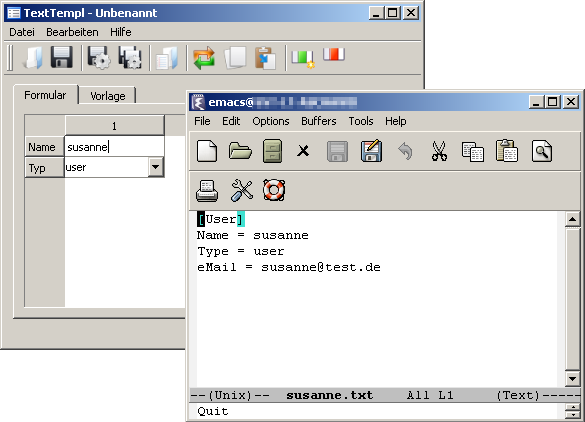 TextTempl - Unbenannt
Datei Bearbeiten Hilfe
Formular Vorlage
1
Name susanne
Typ user
emacs@
File Edit Options Buffers Tools Help
[User]
Name = susanne
Type = user
eMail = susanne@test.de
--(Unix)-- susanne.txt All L1 (Text)-----
Quit